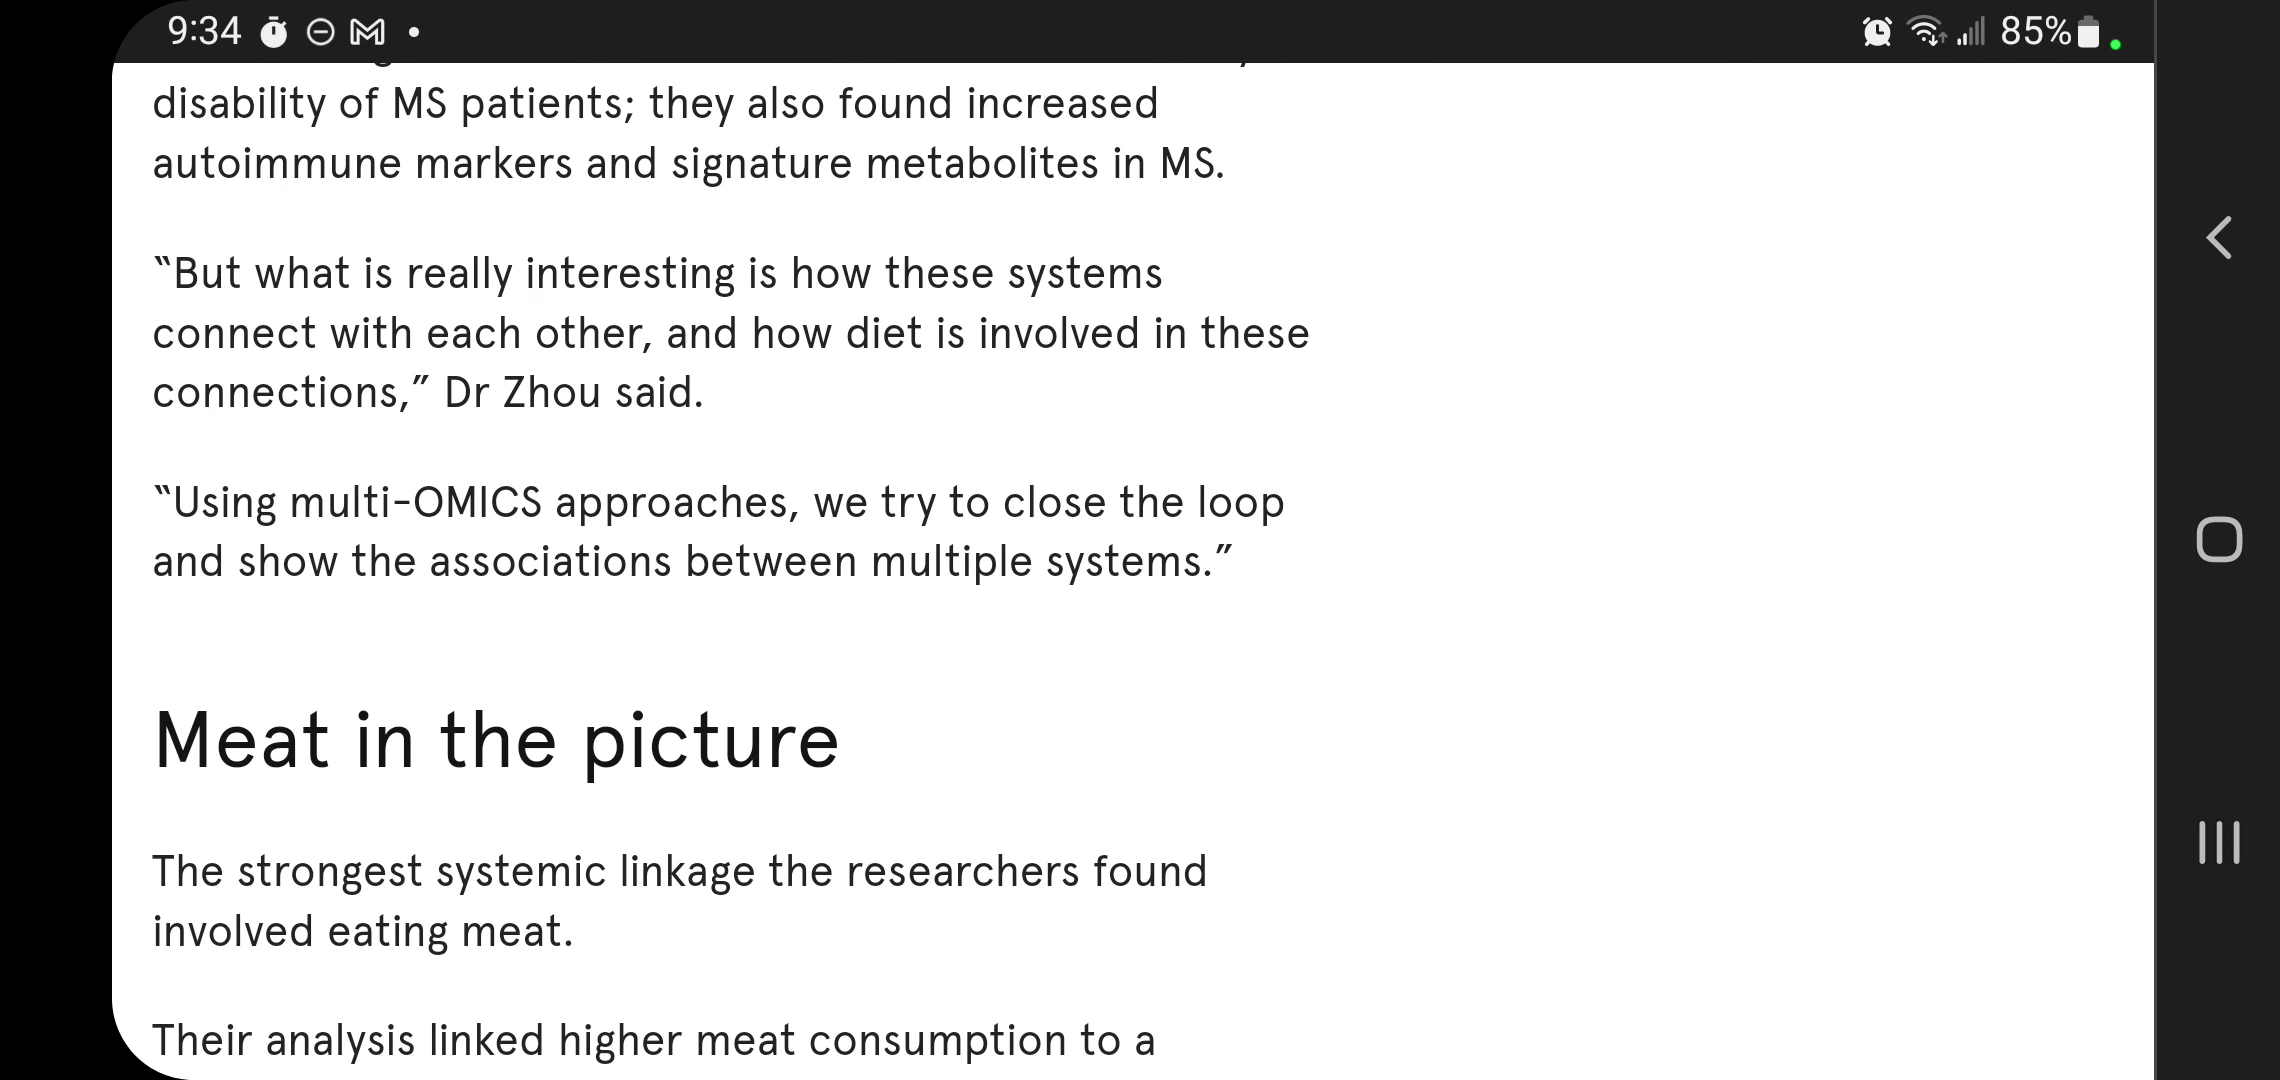 9:34
85%
disability of MS patients; they also found increased
autoimmune markers and signature metabolites in MS.
“But what is really interesting is how these systems
connect with each other, and how diet is involved in these
connections,” Dr Zhou said.
“Using multi-OMICS approaches, we try to close the loop
and show the associations between multiple systems.”
Meat in the picture
The strongest systemic linkage the researchers found
involved eating meat.
Their analysis linked higher meat consumption to a